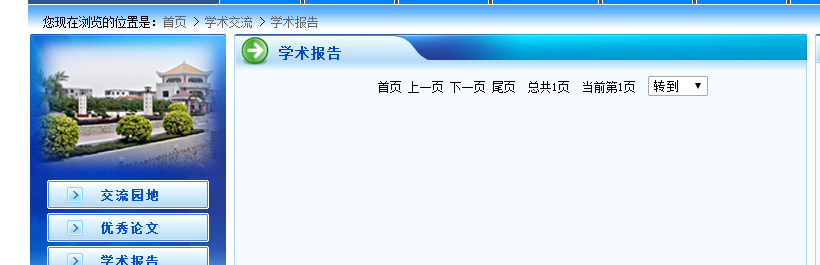 您现在浏览的位置是：首页 > 学术交流 > 学术报告
学术报告
首页 上一页 下一页 尾页 总共1页 当前第1页 转到
交流园地
优秀论文
学术报告